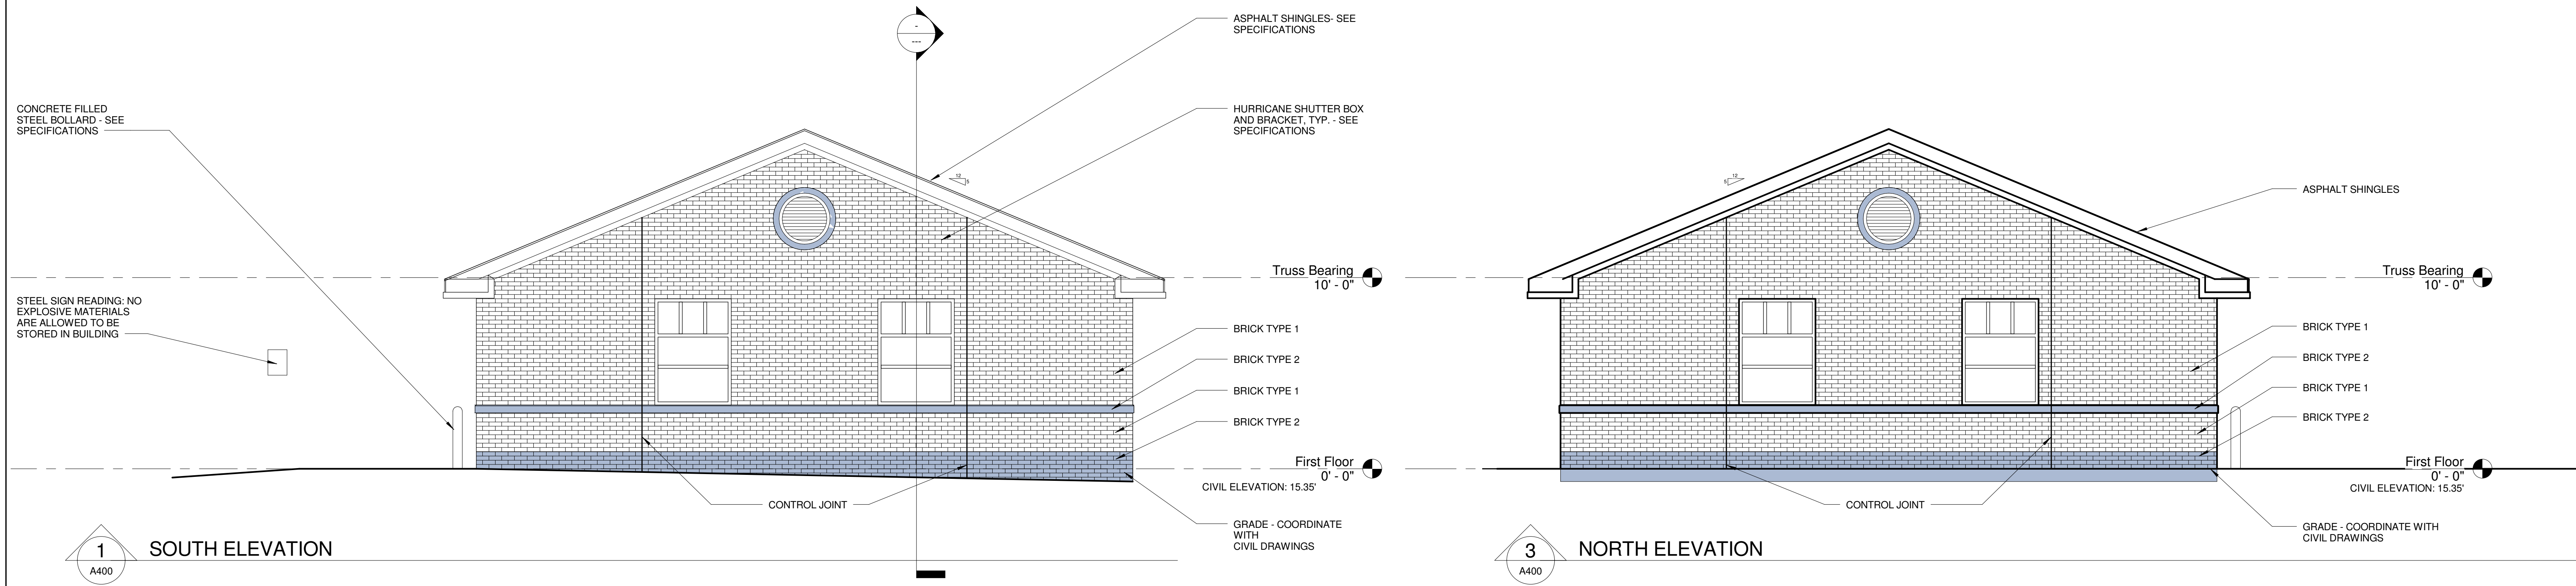 -
---
ASPHALT SHINGLES- SEE
SPECIFICATIONS
CONCRETE FILLED
STEEL BOLLARD - SEE
SPECIFICATIONS
HURRICANE SHUTTER BOX
AND BRACKET, TYP. - SEE
SPECIFICATIONS
12
5
Truss Bearing
10' - 0"
STEEL SIGN READING: NO
EXPLOSIVE MATERIALS
ARE ALLOWED TO BE
STORED IN BUILDING
BRICK TYPE 1
BRICK TYPE 2
BRICK TYPE 1
BRICK TYPE 2
First Floor
0' - 0"
CIVIL ELEVATION: 15.35'
CONTROL JOINT
GRADE - COORDINATE
WITH
CIVIL DRAWINGS
1
A400
SOUTH ELEVATION
12
5
ASPHALT SHINGLES
Truss Bearing
10' - 0"
BRICK TYPE 1
BRICK TYPE 2
BRICK TYPE 1
BRICK TYPE 2
First Floor
0' - 0"
CIVIL ELEVATION: 15.35'
CONTROL JOINT
GRADE - COORDINATE WITH
CIVIL DRAWINGS
3
A400
NORTH ELEVATION